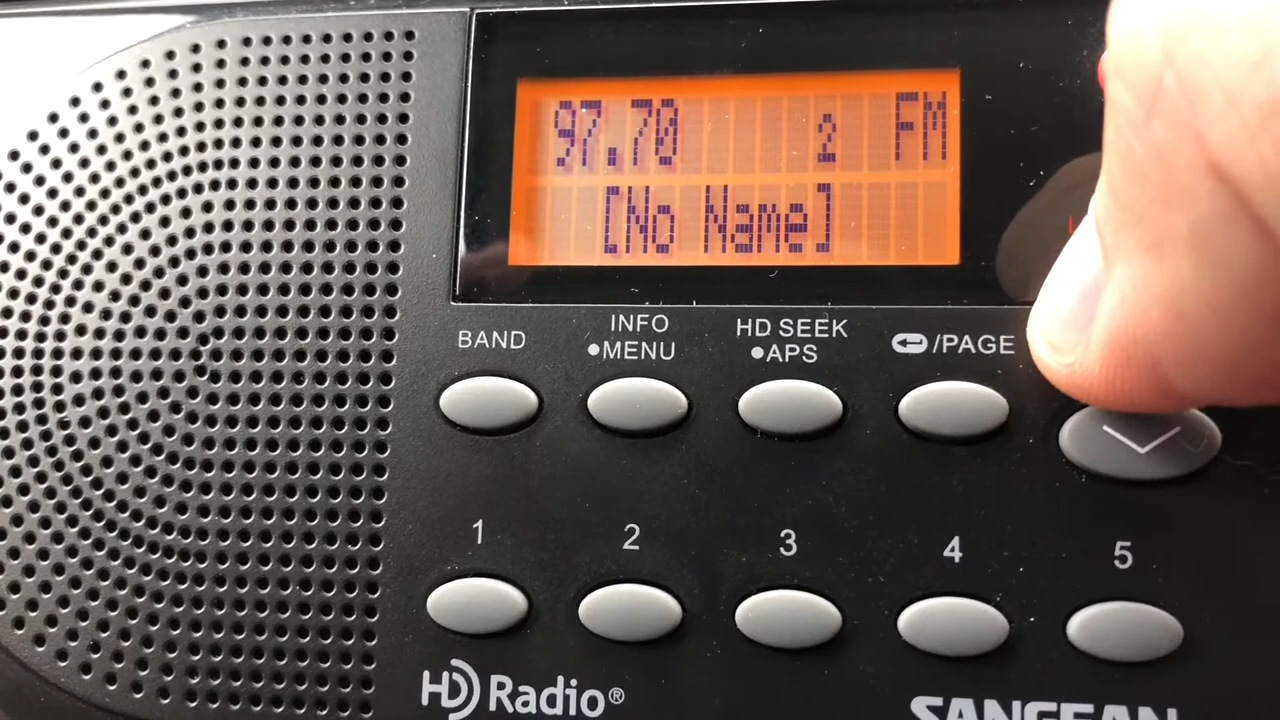 97.70 2 FM
[No Name]
BAND
INFO
•MENU
HD SEEK
•APS
/PAGE
1 2 3 4 5
HD Radio®
SANGEAN